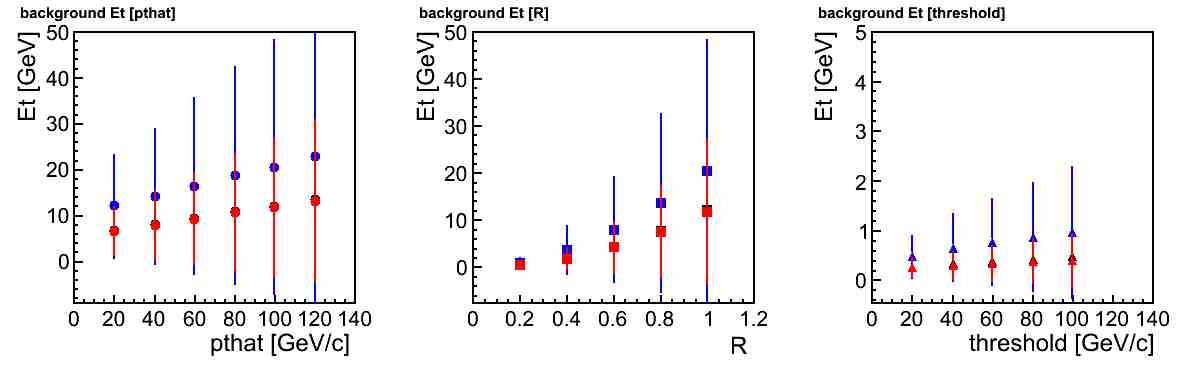 background Et [pthat]
Et [GeV]
50
40
30
20
10
0
0 20 40 60 80 100 120 140
pthat [GeV/c]
background Et [R]
Et [GeV]
50
40
30
20
10
0
0 0.2 0.4 0.6 0.8 1 1.2
R
background Et [threshold]
Et [GeV]
5
4
3
2
1
0
0 20 40 60 80 100 120 140
threshold [GeV/c]